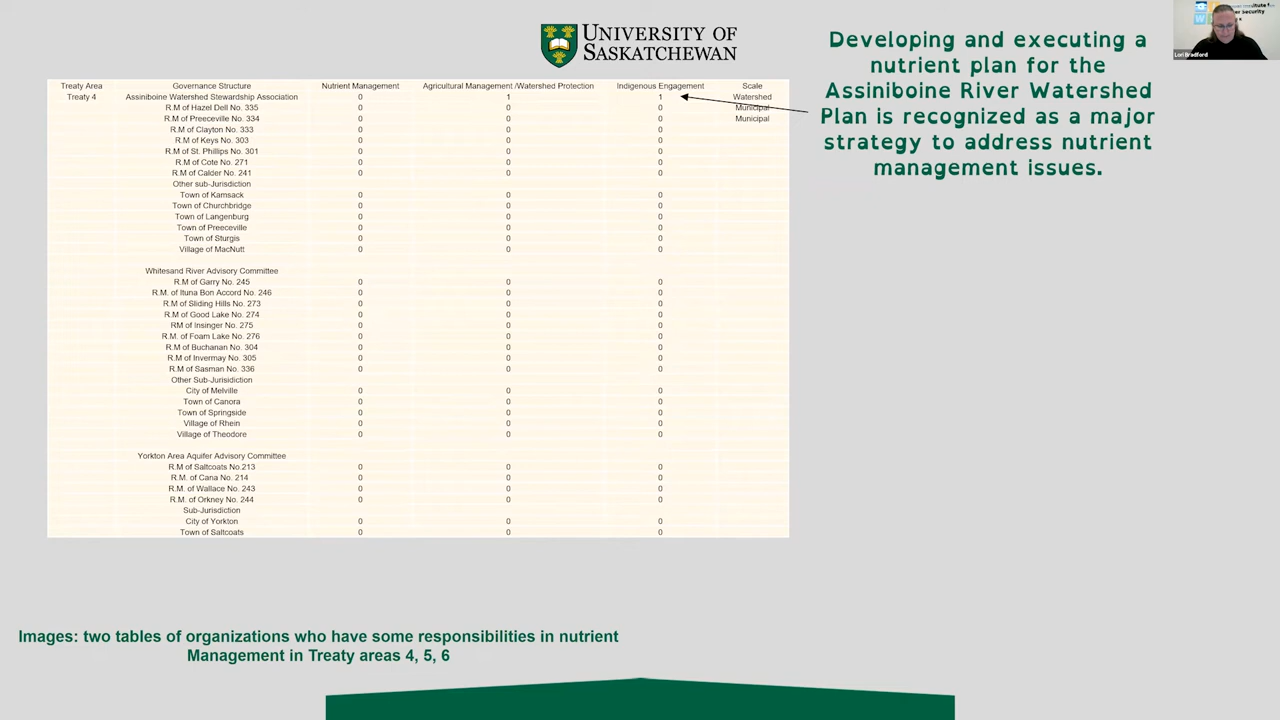 UNIVERSITY OF
SASKATCHEWAN
Lori Bradford
Developing and executing a
nutrient plan for the
Assiniboine River Watershed
Plan is recognized as a major
strategy to address nutrient
management issues.
Treaty Area Governance Structure Nutrient Management Agricultural Management /Watershed Protection Indigenous Engagement Scale
Treaty 4 Assiniboine Watershed Stewardship Association 0 1 1 Watershed
R.M of Hazel Dell No. 335 0 0 0 Municipal
R.M of Preeceville No. 334 0 0 0 Municipal
R.M of Clayton No. 333 0 0 0
R.M of Keys No. 303 0 0 0
R.M of St. Phillips No. 301 0 0 0
R.M of Cote No. 271 0 0 0
R.M of Calder No. 241 0 0 0
Other sub-Jurisdiction
Town of Kamsack 0 0 0
Town of Churchbridge 0 0 0
Town of Langenburg 0 0 0
Town of Preeceville 0 0 0
Town of Sturgis 0 0 0
Village of MacNutt 0 0 0
Whitesand River Advisory Committee
R.M of Garry No. 245 0 0 0
R.M. of Ituna Bon Accord No. 246 0 0 0
R.M of Sliding Hills No. 273 0 0 0
R.M of Good Lake No. 274 0 0 0
RM of Insinger No. 275 0 0 0
R.M. of Foam Lake No. 276 0 0 0
R.M of Buchanan No. 304 0 0 0
R.M of Invermay No. 305 0 0 0
R.M of Sasman No. 336 0 0 0
Other Sub-Jurisidiction
City of Melville 0 0 0
Town of Canora 0 0 0
Town of Springside 0 0 0
Village of Rhein 0 0 0
Village of Theodore 0 0 0
Yorkton Area Aquifer Advisory Committee
R.M of Saltcoats No.213 0 0 0
R.M. of Cana No. 214 0 0 0
R.M. of Wallace No. 243 0 0 0
R.M. of Orkney No. 244 0 0 0
Sub-Jurisdiction
City of Yorkton 0 0 0
Town of Saltcoats 0 0 0
Images: two tables of organizations who have some responsibilities in nutrient
Management in Treaty areas 4, 5, 6